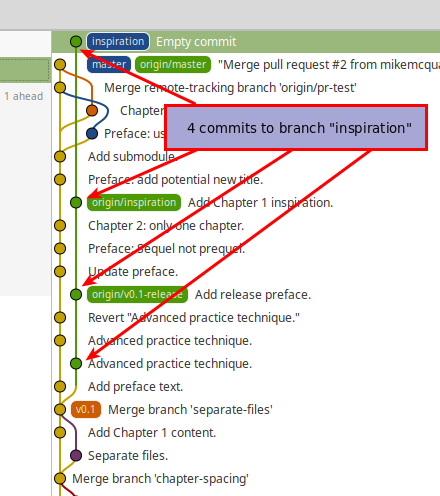 inspiration Empty commit
master origin/master "Merge pull request #2 from mikemcqua
Merge remote-tracking branch 'origin/pr-test'
1 ahead
Chapter
4 commits to branch "inspiration"
Preface: us
Add submodule.
Preface: add potential new title.
origin/inspiration Add Chapter 1 inspiration.
Chapter 2: only one chapter.
Preface: Sequel not prequel.
Update preface.
origin/v0.1-release Add release preface.
Revert "Advanced practice technique."
Advanced practice technique.
Advanced practice technique.
Add preface text.
v0.1 Merge branch 'separate-files'
Add Chapter 1 content.
Separate files.
Merge branch 'chapter-spacing'